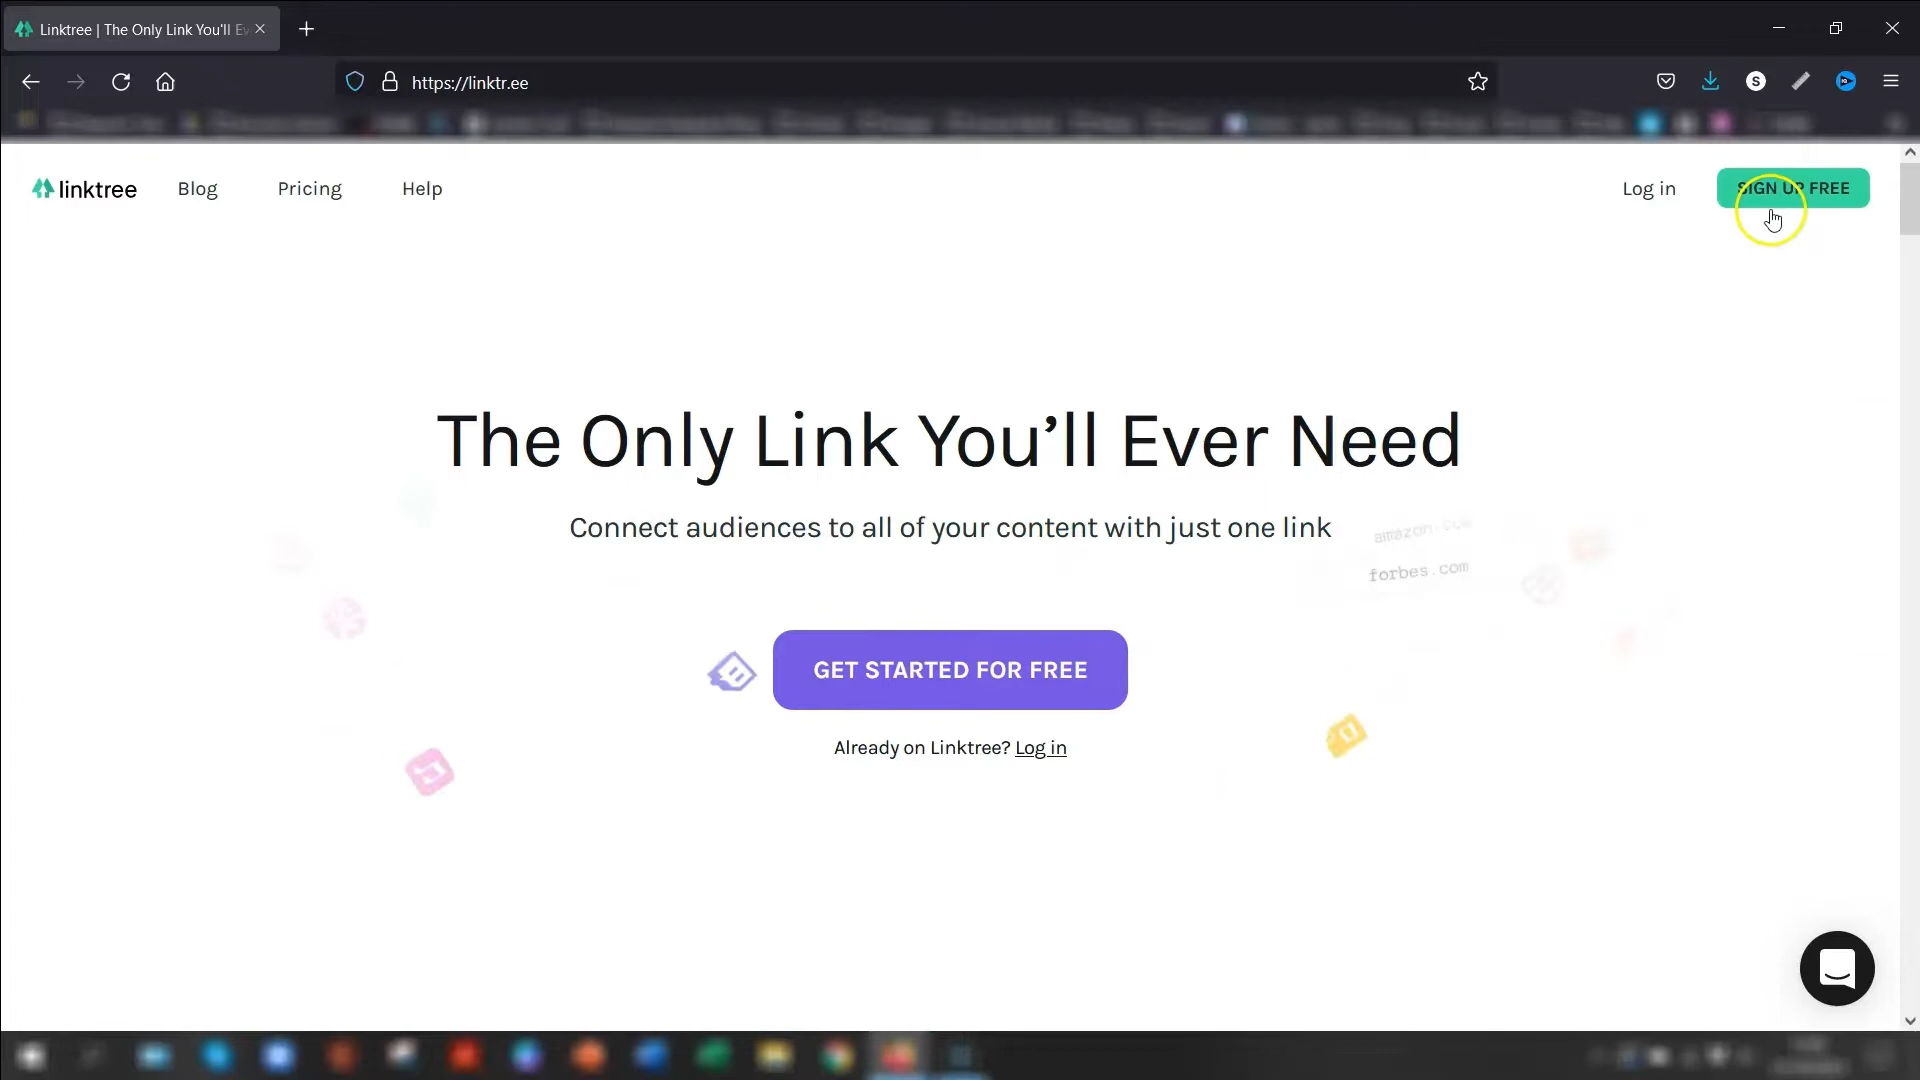 Linktree | The Only Link You'll Ev
https://linktr.ee
S
linktree
Blog
Pricing
Help
Log in
SIGN UP FREE
The Only Link You’ll Ever Need
Connect audiences to all of your content with just one link
amazon.com
forbes.com
GET STARTED FOR FREE
Already on Linktree? Log in